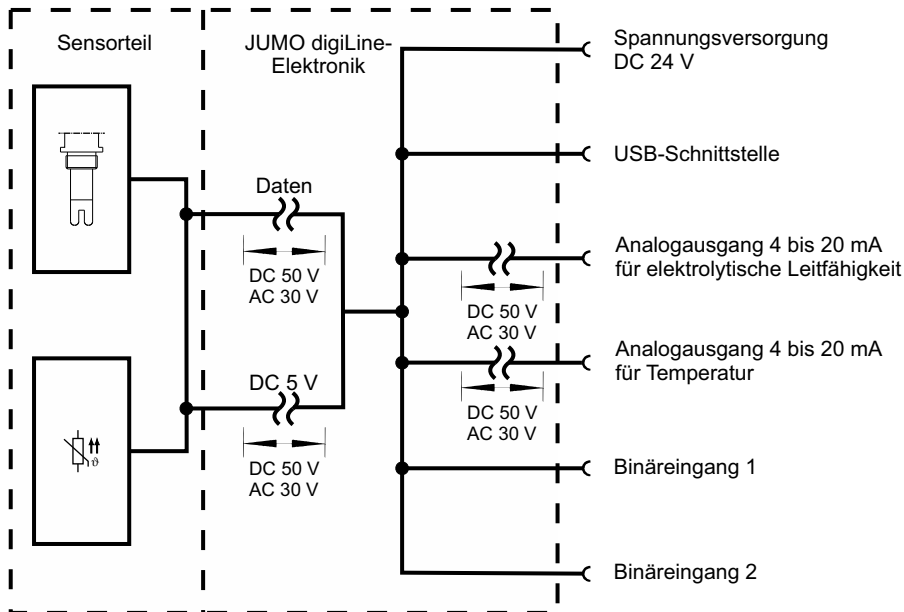 Sensorteil
JUMO digiLine-
Elektronik
Spannungsversorgung
DC 24 V
USB-Schnittstelle
Daten
DC 50 V
AC 30 V
Analogausgang 4 bis 20 mA
für elektrolytische Leitfähigkeit
DC 50 V
AC 30 V
Analogausgang 4 bis 20 mA
für Temperatur
DC 50 V
AC 30 V
DC 5 V
DC 50 V
AC 30 V
ϑ
Binäreingang 1
Binäreingang 2